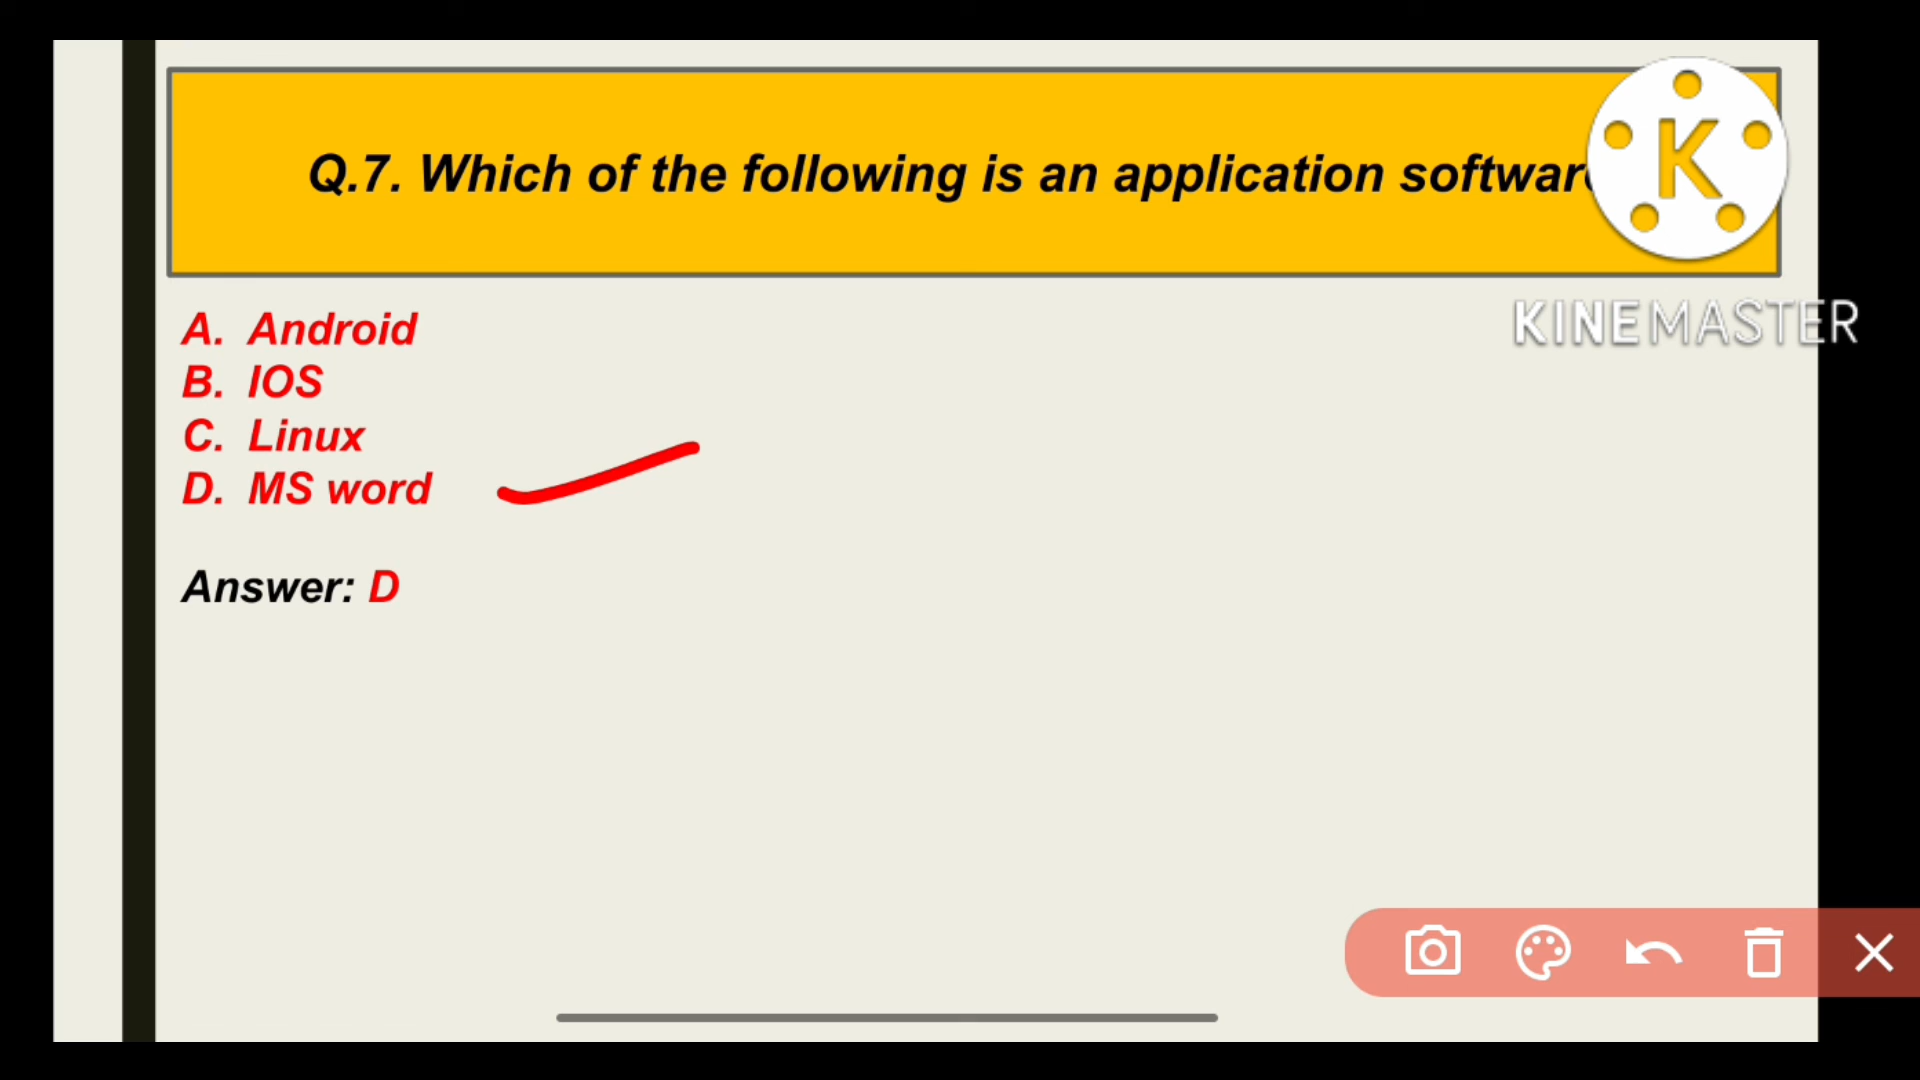 Q.7. Which of the following is an application softwar
K
KINEMASTER
A. Android
B. IOS
C. Linux
D. MS word
Answer: D